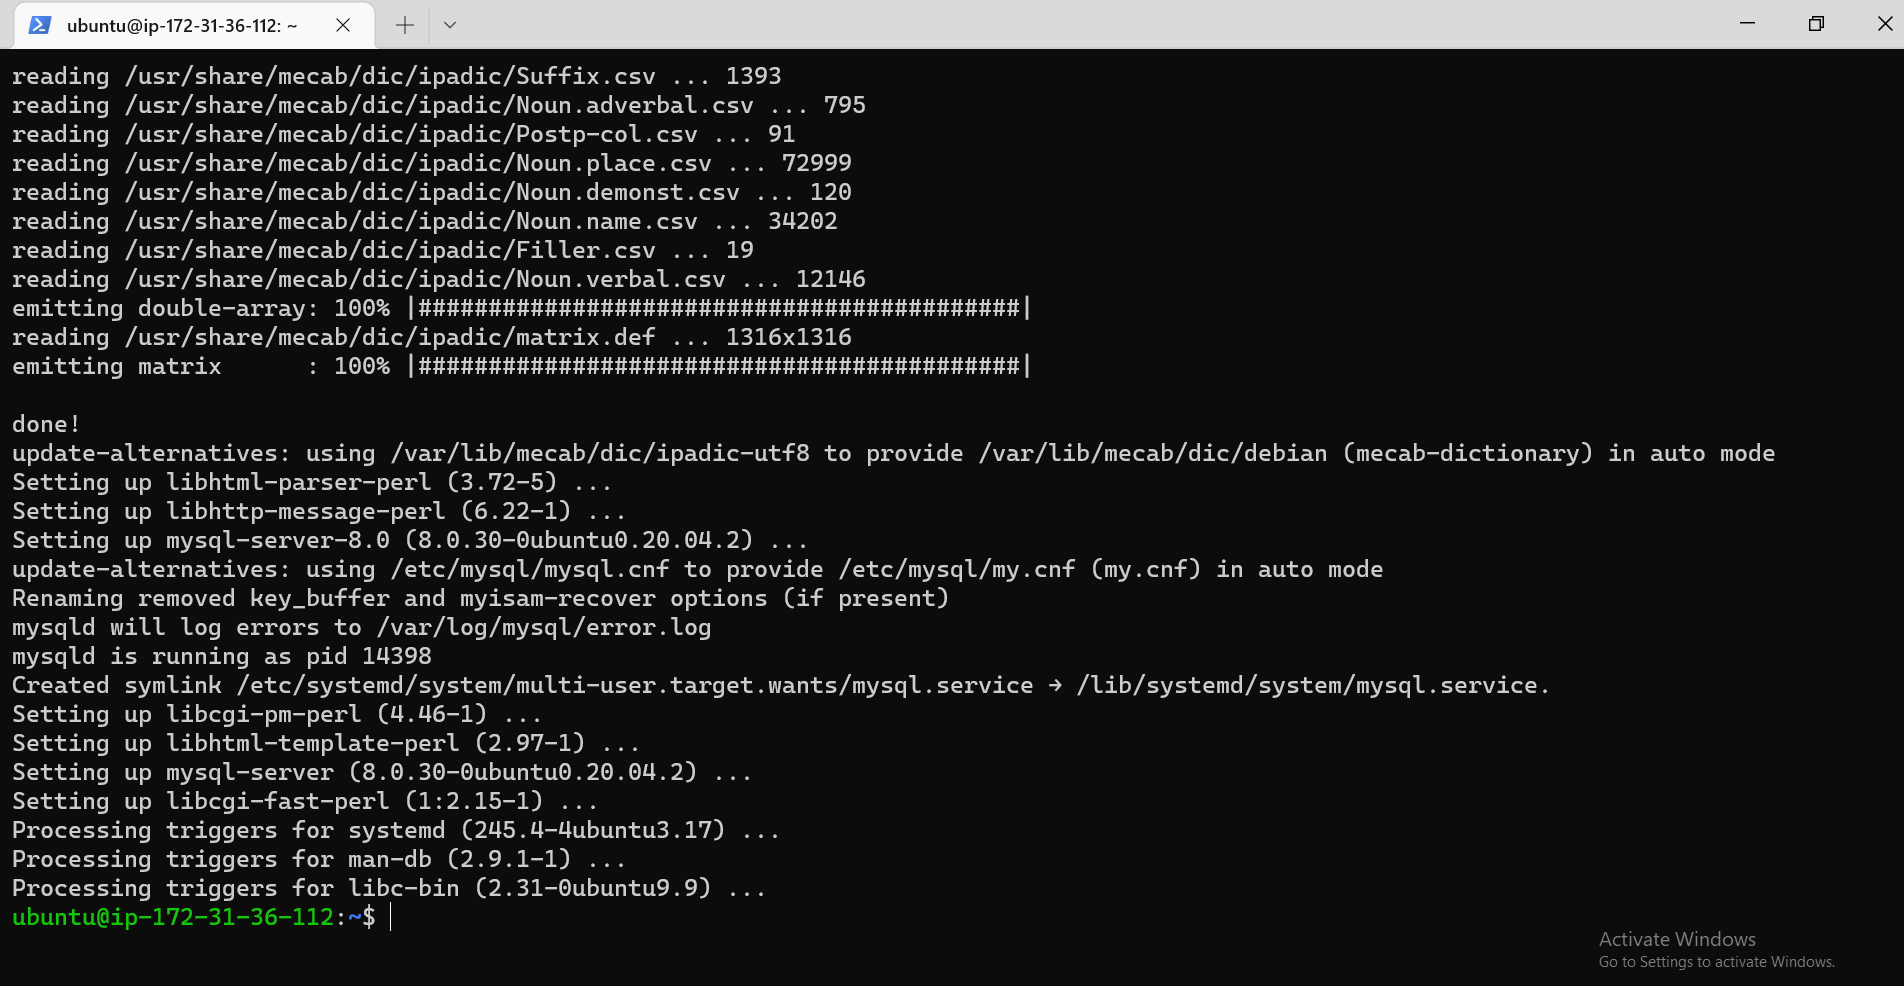 ubuntu@ip-172-31-36-112: ~
reading /usr/share/mecab/dic/ipadic/Suffix.csv ... 1393
reading /usr/share/mecab/dic/ipadic/Noun.adverbal.csv ... 795
reading /usr/share/mecab/dic/ipadic/Postp-col.csv ... 91
reading /usr/share/mecab/dic/ipadic/Noun.place.csv ... 72999
reading /usr/share/mecab/dic/ipadic/Noun.demonst.csv ... 120
reading /usr/share/mecab/dic/ipadic/Noun.name.csv ... 34202
reading /usr/share/mecab/dic/ipadic/Filler.csv ... 19
reading /usr/share/mecab/dic/ipadic/Noun.verbal.csv ... 12146
emitting double-array: 100% |###########################################|
reading /usr/share/mecab/dic/ipadic/matrix.def ... 1316x1316
emitting matrix      : 100% |###########################################|
done!
update-alternatives: using /var/lib/mecab/dic/ipadic-utf8 to provide /var/lib/mecab/dic/debian (mecab-dictionary) in auto mode
Setting up libhtml-parser-perl (3.72-5) ...
Setting up libhttp-message-perl (6.22-1) ...
Setting up mysql-server-8.0 (8.0.30-0ubuntu0.20.04.2) ...
update-alternatives: using /etc/mysql/mysql.cnf to provide /etc/mysql/my.cnf (my.cnf) in auto mode
Renaming removed key_buffer and myisam-recover options (if present)
mysqld will log errors to /var/log/mysql/error.log
mysqld is running as pid 14398
Created symlink /etc/systemd/system/multi-user.target.wants/mysql.service → /lib/systemd/system/mysql.service.
Setting up libcgi-pm-perl (4.46-1) ...
Setting up libhtml-template-perl (2.97-1) ...
Setting up mysql-server (8.0.30-0ubuntu0.20.04.2) ...
Setting up libcgi-fast-perl (1:2.15-1) ...
Processing triggers for systemd (245.4-4ubuntu3.17) ...
Processing triggers for man-db (2.9.1-1) ...
Processing triggers for libc-bin (2.31-0ubuntu9.9) ...
ubuntu@ip-172-31-36-112:~$
Activate Windows
Go to Settings to activate Windows.